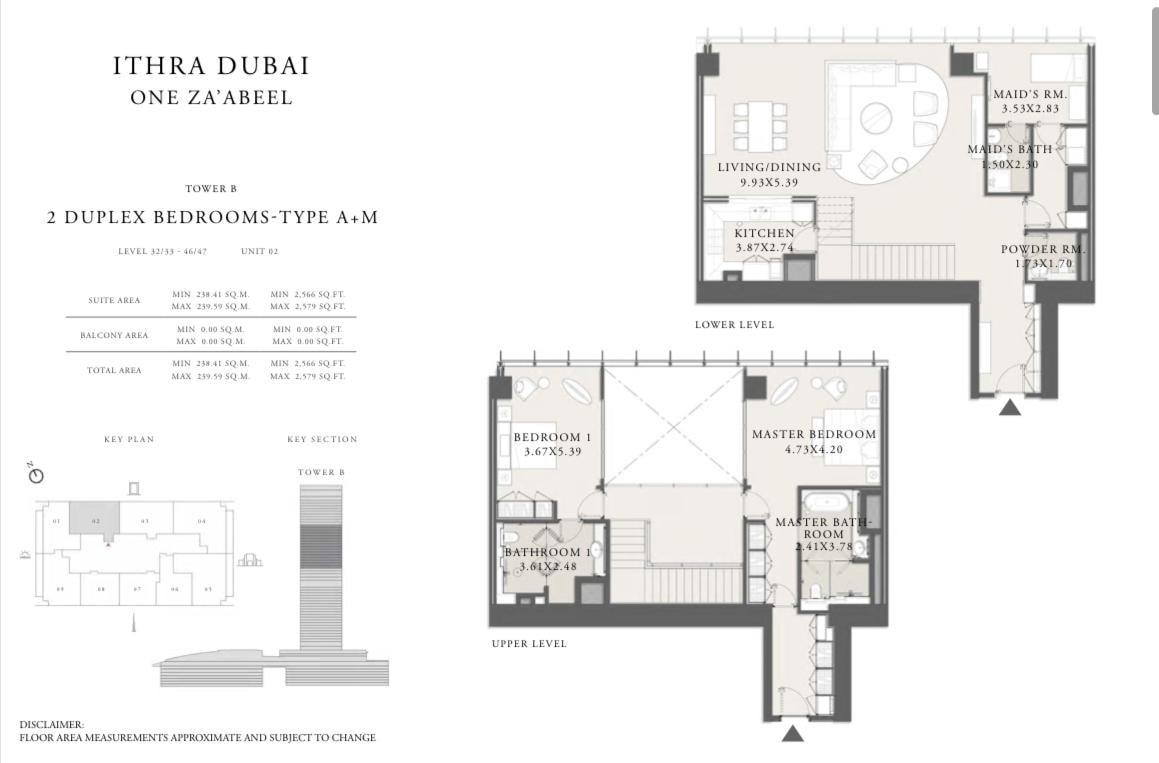 ITHRA DUBAI
ONE ZA'ABEEL
TOWER B
2 DUPLEX BEDROOMS-TYPE A+M
LEVEL 32/33 - 46/47 UNIT 02
SUITE AREA
MIN 238.41 SQ.M. MIN 2,566 SQ.FT.
MAX 239.59 SQ.M. MAX 2,579 SQ.FT.
BALCONY AREA
MIN 0.00 SQ.M. MIN 0.00 SQ.FT.
MAX 0.00 SQ.M. MAX 0.00 SQ.FT.
TOTAL AREA
MIN 238.41 SQ.M. MIN 2,566 SQ.FT.
MAX 239.59 SQ.M. MAX 2,579 SQ.FT.
KEY PLAN
N
01 02 03 04
09 08 07 06 05
KEY SECTION
TOWER B
DISCLAIMER:
FLOOR AREA MEASUREMENTS APPROXIMATE AND SUBJECT TO CHANGE
MAID'S RM.
3.53X2.83
MAID'S BATH
1.50X2.30
LIVING/DINING
9.93X5.39
KITCHEN
3.87X2.74
POWDER RM.
1.73X1.70
LOWER LEVEL
BEDROOM 1
3.67X5.39
MASTER BEDROOM
4.73X4.20
MASTER BATH-
ROOM
2.41X3.78
BATHROOM 1
3.61X2.48
UPPER LEVEL